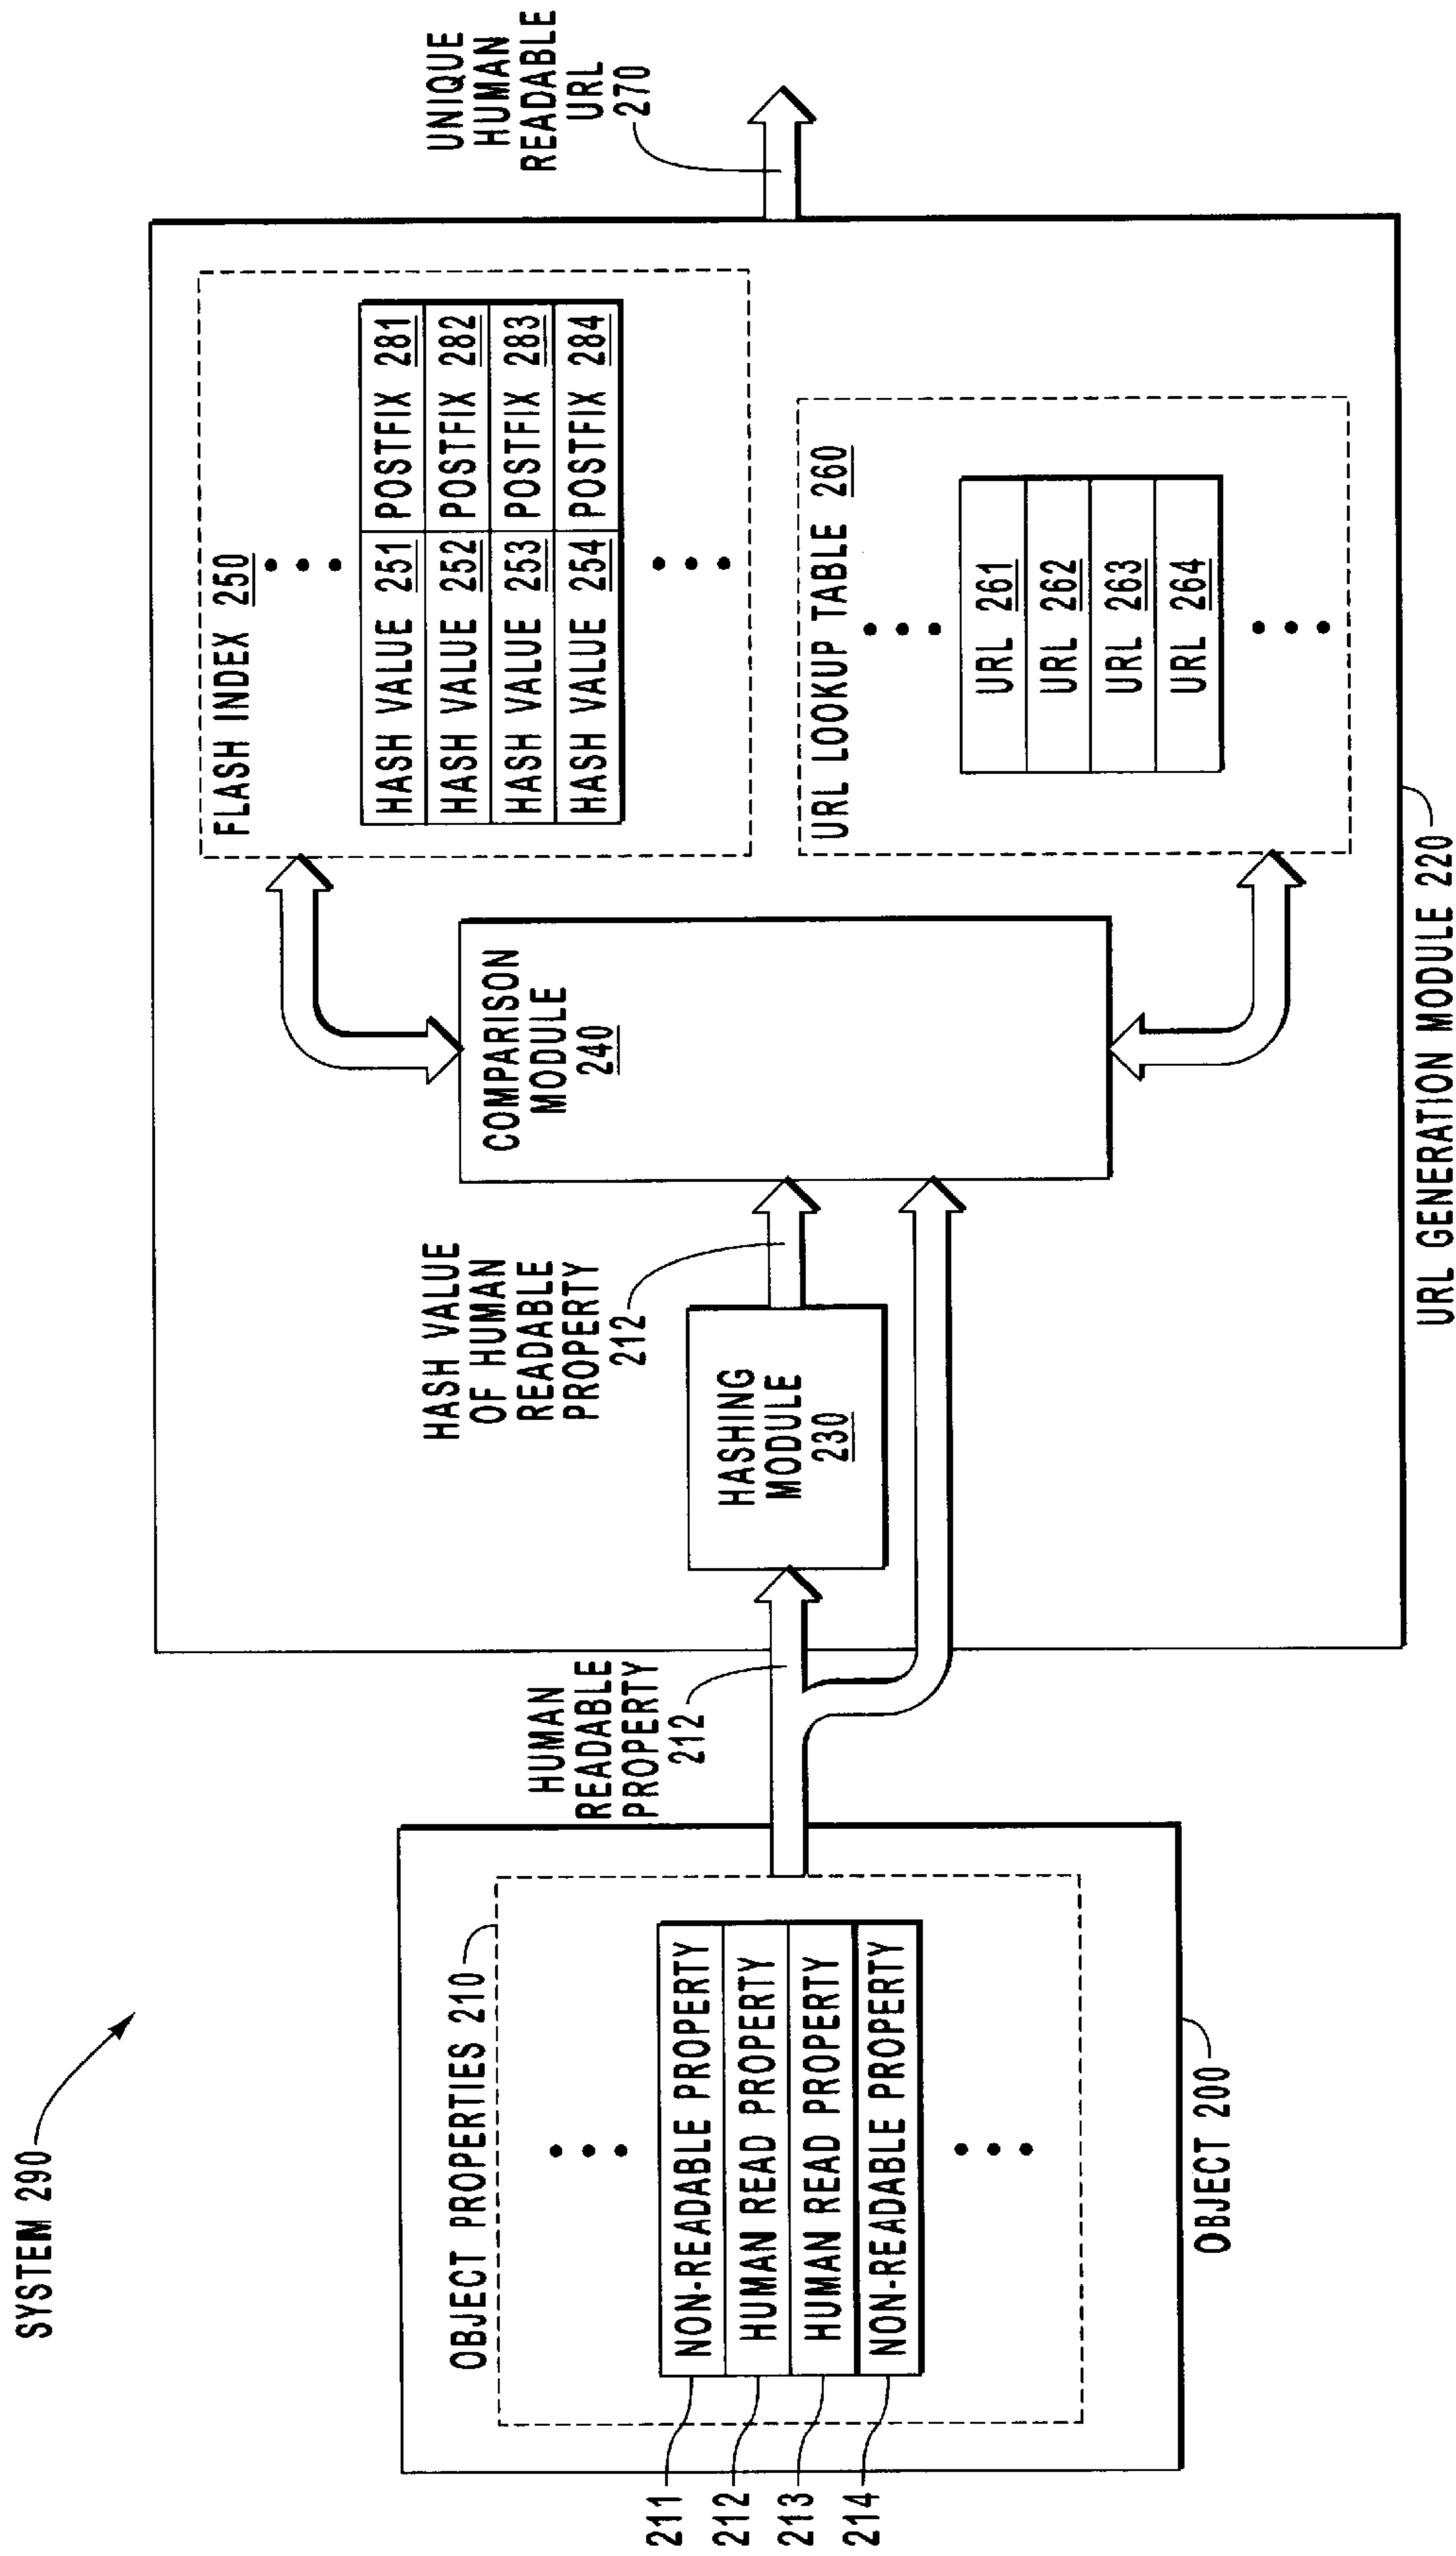 SYSTEM 290
OBJECT PROPERTIES 210
NON-READABLE PROPERTY
HUMAN READ PROPERTY
HUMAN READ PROPERTY
NON-READABLE PROPERTY
211
212
213
214
OBJECT 200
HUMAN
READABLE
PROPERTY
212
HASHING
MODULE
230
HASH VALUE
OF HUMAN
READABLE
PROPERTY
212
COMPARISON
MODULE
240
FLASH INDEX 250
HASH VALUE 251 POSTFIX 281
HASH VALUE 252 POSTFIX 282
HASH VALUE 253 POSTFIX 283
HASH VALUE 254 POSTFIX 284
URL LOOKUP TABLE 260
URL 261
URL 262
URL 263
URL 264
URL GENERATION MODULE 220
UNIQUE
HUMAN
READABLE
URL
270